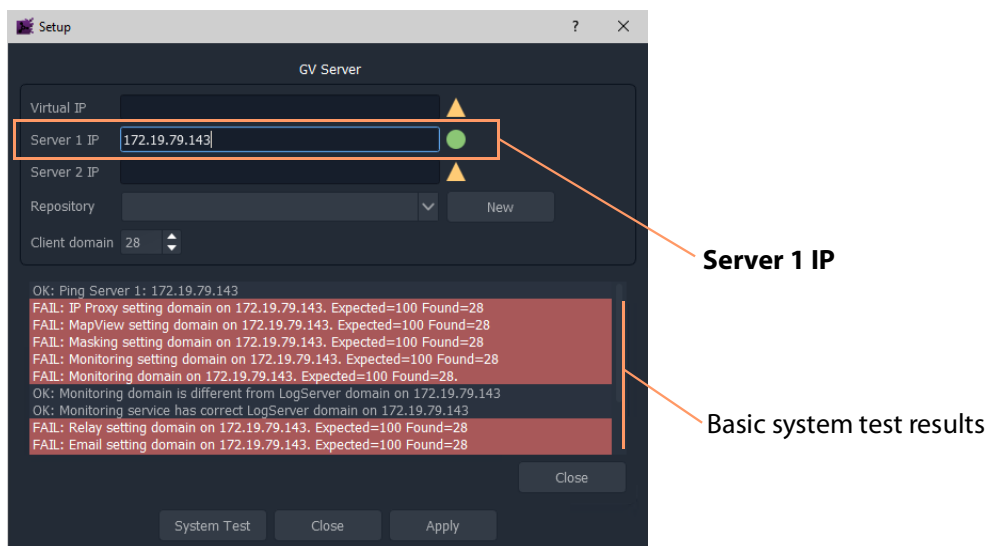 Setup
?
GV Server
Virtual IP
Server 1 IP 172.19.79.143
Server 2 IP
Repository New
Client domain 28
Server 1 IP
OK: Ping Server 1: 172.19.79.143
FAIL: IP Proxy setting domain on 172.19.79.143. Expected=100 Found=28
FAIL: MapView setting domain on 172.19.79.143. Expected=100 Found=28
FAIL: Masking setting domain on 172.19.79.143. Expected=100 Found=28
FAIL: Monitoring setting domain on 172.19.79.143. Expected=100 Found=28
FAIL: Monitoring domain on 172.19.79.143. Expected=100 Found=28.
OK: Monitoring domain is different from LogServer domain on 172.19.79.143
OK: Monitoring service has correct LogServer domain on 172.19.79.143
FAIL: Relay setting domain on 172.19.79.143. Expected=100 Found=28
FAIL: Email setting domain on 172.19.79.143. Expected=100 Found=28
Basic system test results
Close
System Test Close Apply